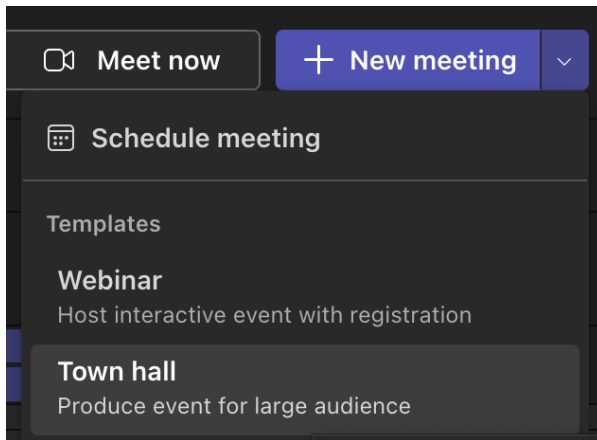 Meet now
New meeting
Schedule meeting
Templates
Webinar
Host interactive event with registration
Town hall
Produce event for large audience